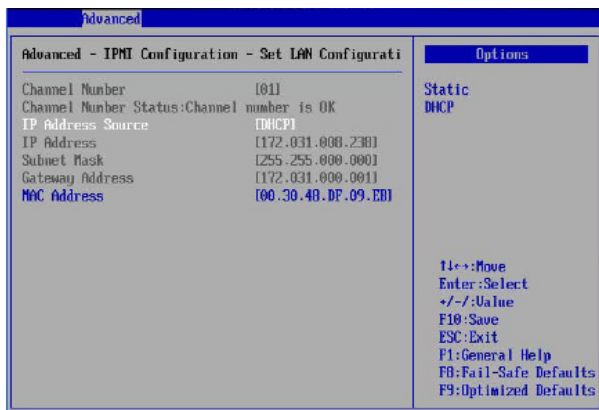 Advanced
Advanced - IPMI Configuration - Set LAN Configurati
Channel Number [01]
Channel Number Status:Channel number is OK
IP Address Source [DHCP]
IP Address [172.031.008.238]
Subnet Mask [255.255.000.000]
Gateway Address [172.031.000.001]
MAC Address [00.30.48.DF.09.EB]
Options
Static
DHCP
↑↓←→:Move
Enter:Select
+/-/:Value
F10:Save
ESC:Exit
F1:General Help
F8:Fail-Safe Defaults
F9:Optimized Defaults